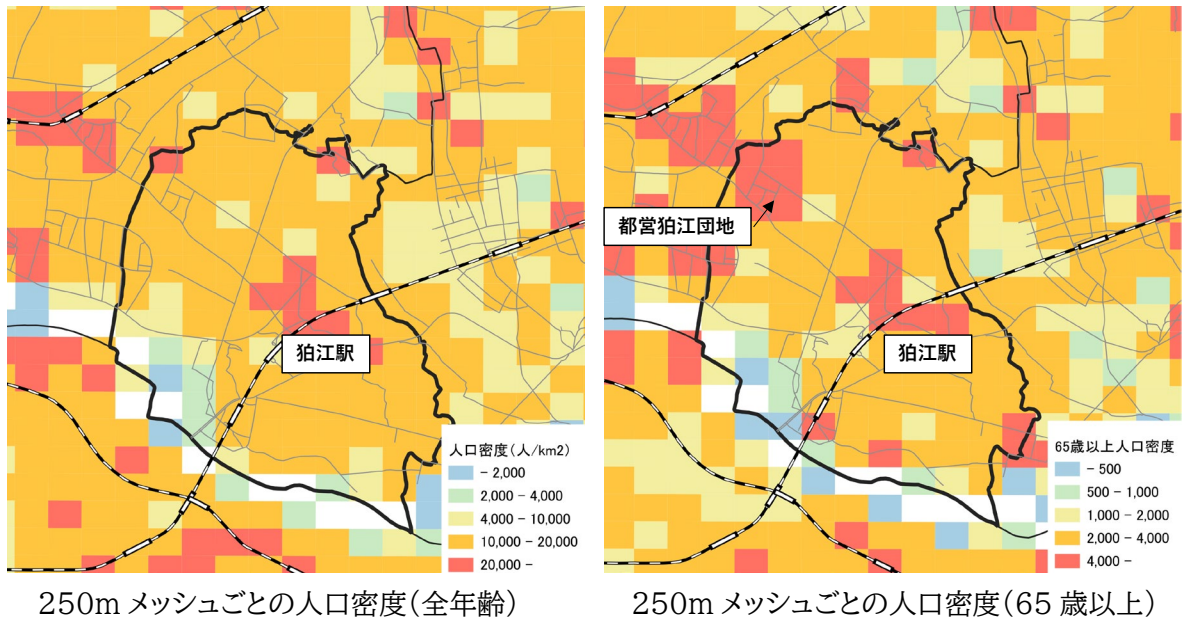 狛江駅
人口密度(人/km2)
- 2,000
2,000 - 4,000
4,000 - 10,000
10,000 - 20,000
20,000 -
250m メッシュごとの人口密度(全年齢)
都営狛江団地
狛江駅
65歳以上人口密度
- 500
500 - 1,000
1,000 - 2,000
2,000 - 4,000
4,000 -
250m メッシュごとの人口密度(65 歳以上)